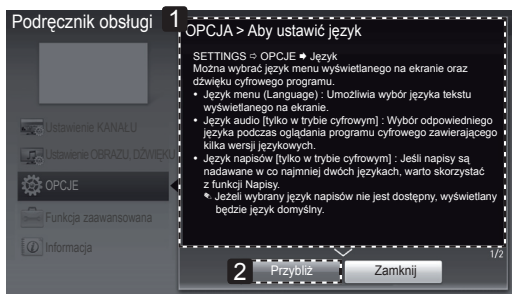 Podręcznik obsługi
1
OPCJA > Aby ustawić język
SETTINGS ⇨ OPCJE ➧ Język
Można wybrać język menu wyświetlanego na ekranie oraz
dźwięku cyfrowego programu.
• Język menu (Language) : Umożliwia wybór języka tekstu
wyświetlanego na ekranie.
• Język audio [tylko w trybie cyfrowym] : Wybór odpowiedniego
języka podczas oglądania programu cyfrowego zawierającego
kilka wersji językowych.
• Język napisów [tylko w trybie cyfrowym] : Jeśli napisy są
nadawane w co najmniej dwóch językach, warto skorzystać
z funkcji Napisy.
✎ Jeżeli wybrany język napisów nie jest dostępny, wyświetlany
będzie język domyślny.
Ustawienie KANAŁU
Ustawienie OBRAZU, DŹWIĘKU
OPCJE
Funkcja zaawansowana
Informacja
1/2
2
Przybliż
Zamknij